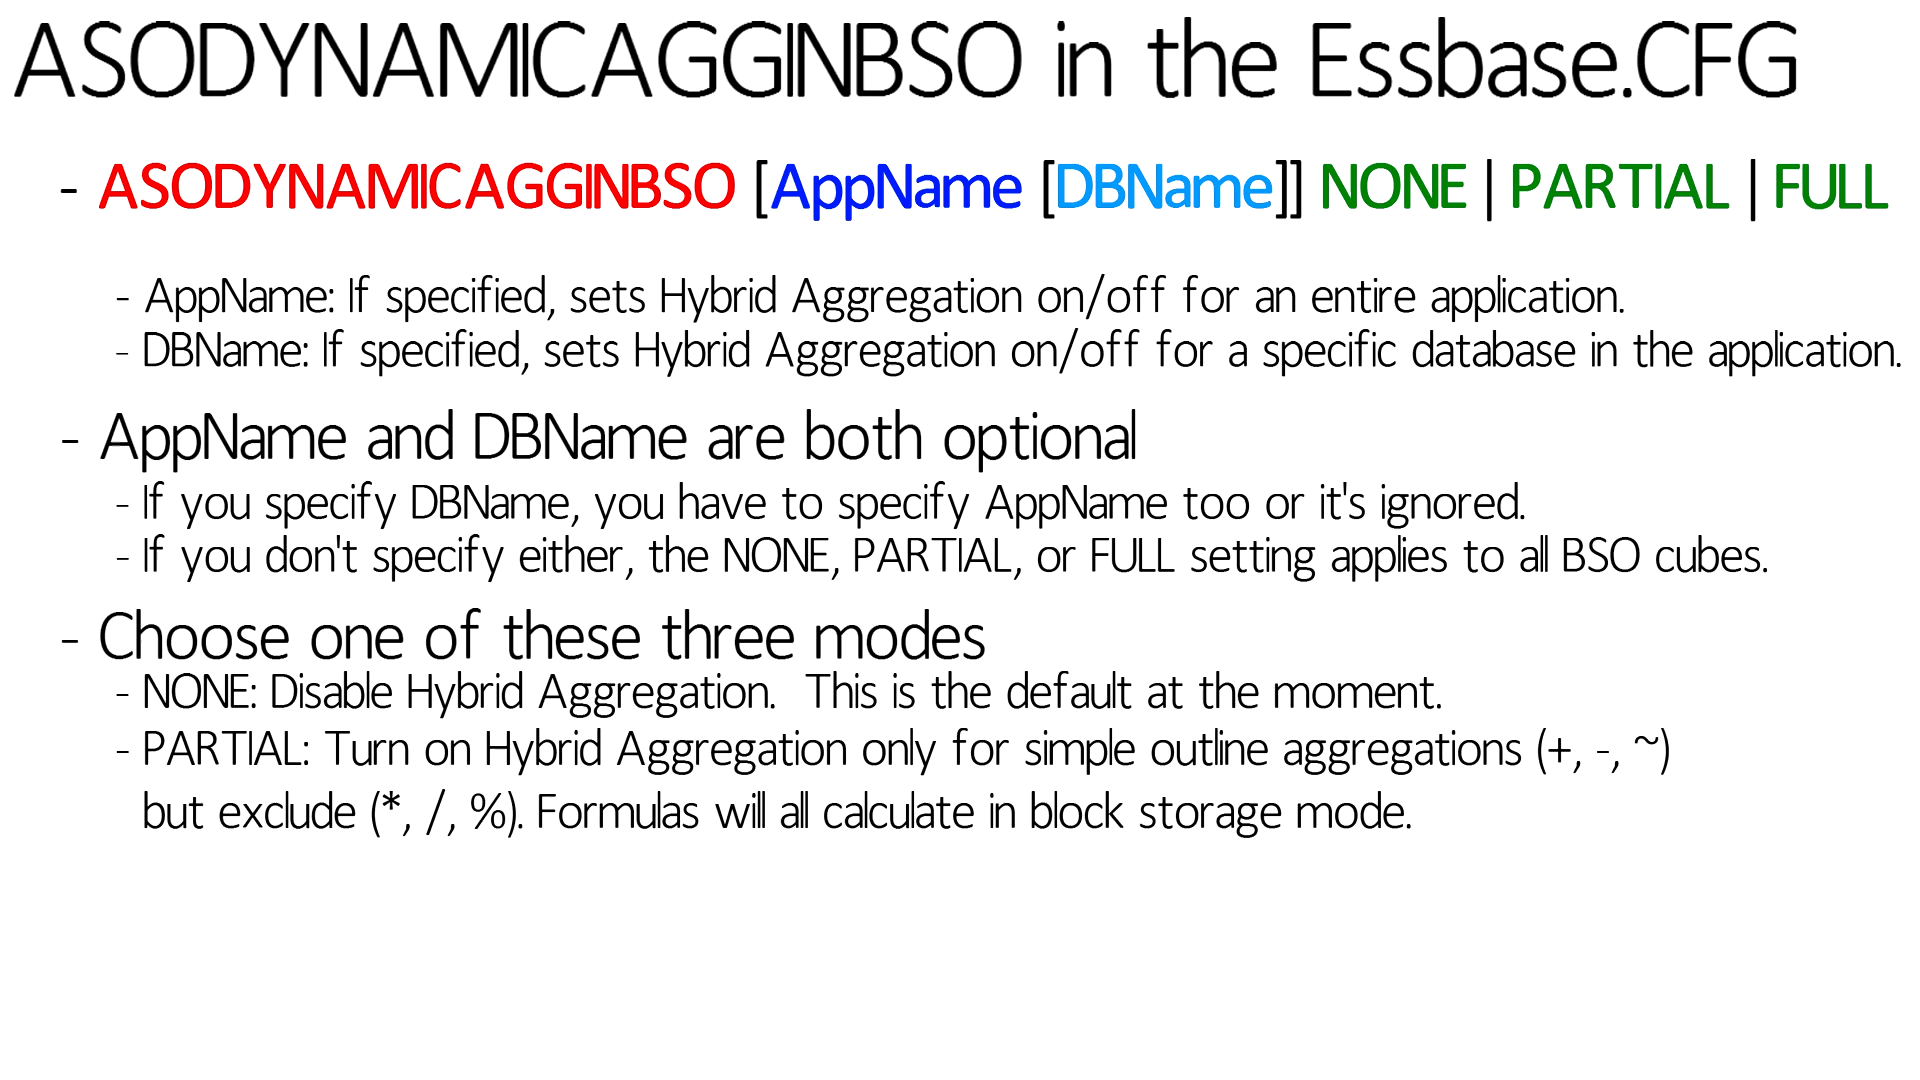 ASODYNAMICAGGINBSO in the Essbase.CFG
- ASODYNAMICAGGINBSO [AppName [DBName]] NONE | PARTIAL | FULL
- AppName: If specified, sets Hybrid Aggregation on/off for an entire application.
- DBName: If specified, sets Hybrid Aggregation on/off for a specific database in the application.
- AppName and DBName are both optional
- If you specify DBName, you have to specify AppName too or it's ignored.
- If you don't specify either, the NONE, PARTIAL, or FULL setting applies to all BSO cubes.
- Choose one of these three modes
- NONE: Disable Hybrid Aggregation.  This is the default at the moment.
- PARTIAL: Turn on Hybrid Aggregation only for simple outline aggregations (+, -, ~)
but exclude (*, /, %). Formulas will all calculate in block storage mode.